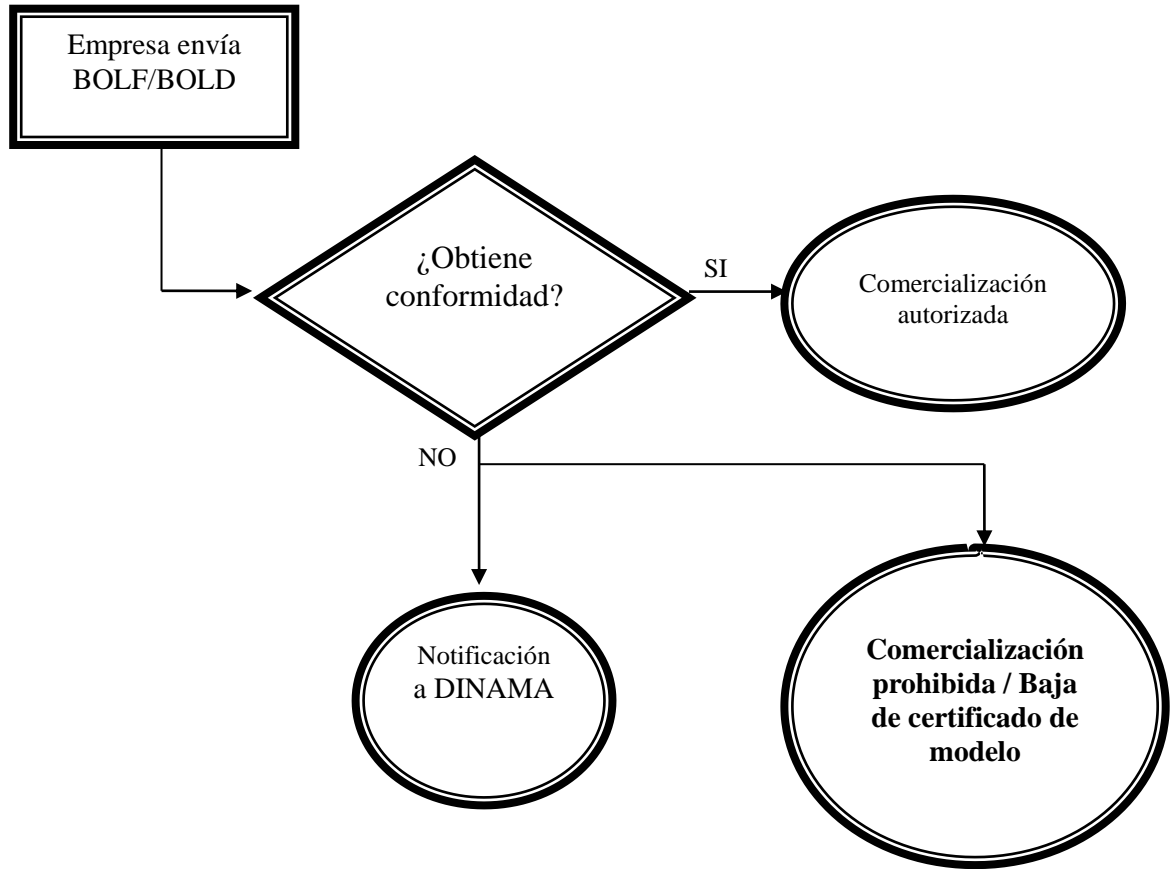 Empresa envía
BOLF/BOLD
¿Obtiene
conformidad?
SI
Comercialización
autorizada
NO
Notificación
a DINAMA
Comercialización
prohibida / Baja
de certificado de
modelo